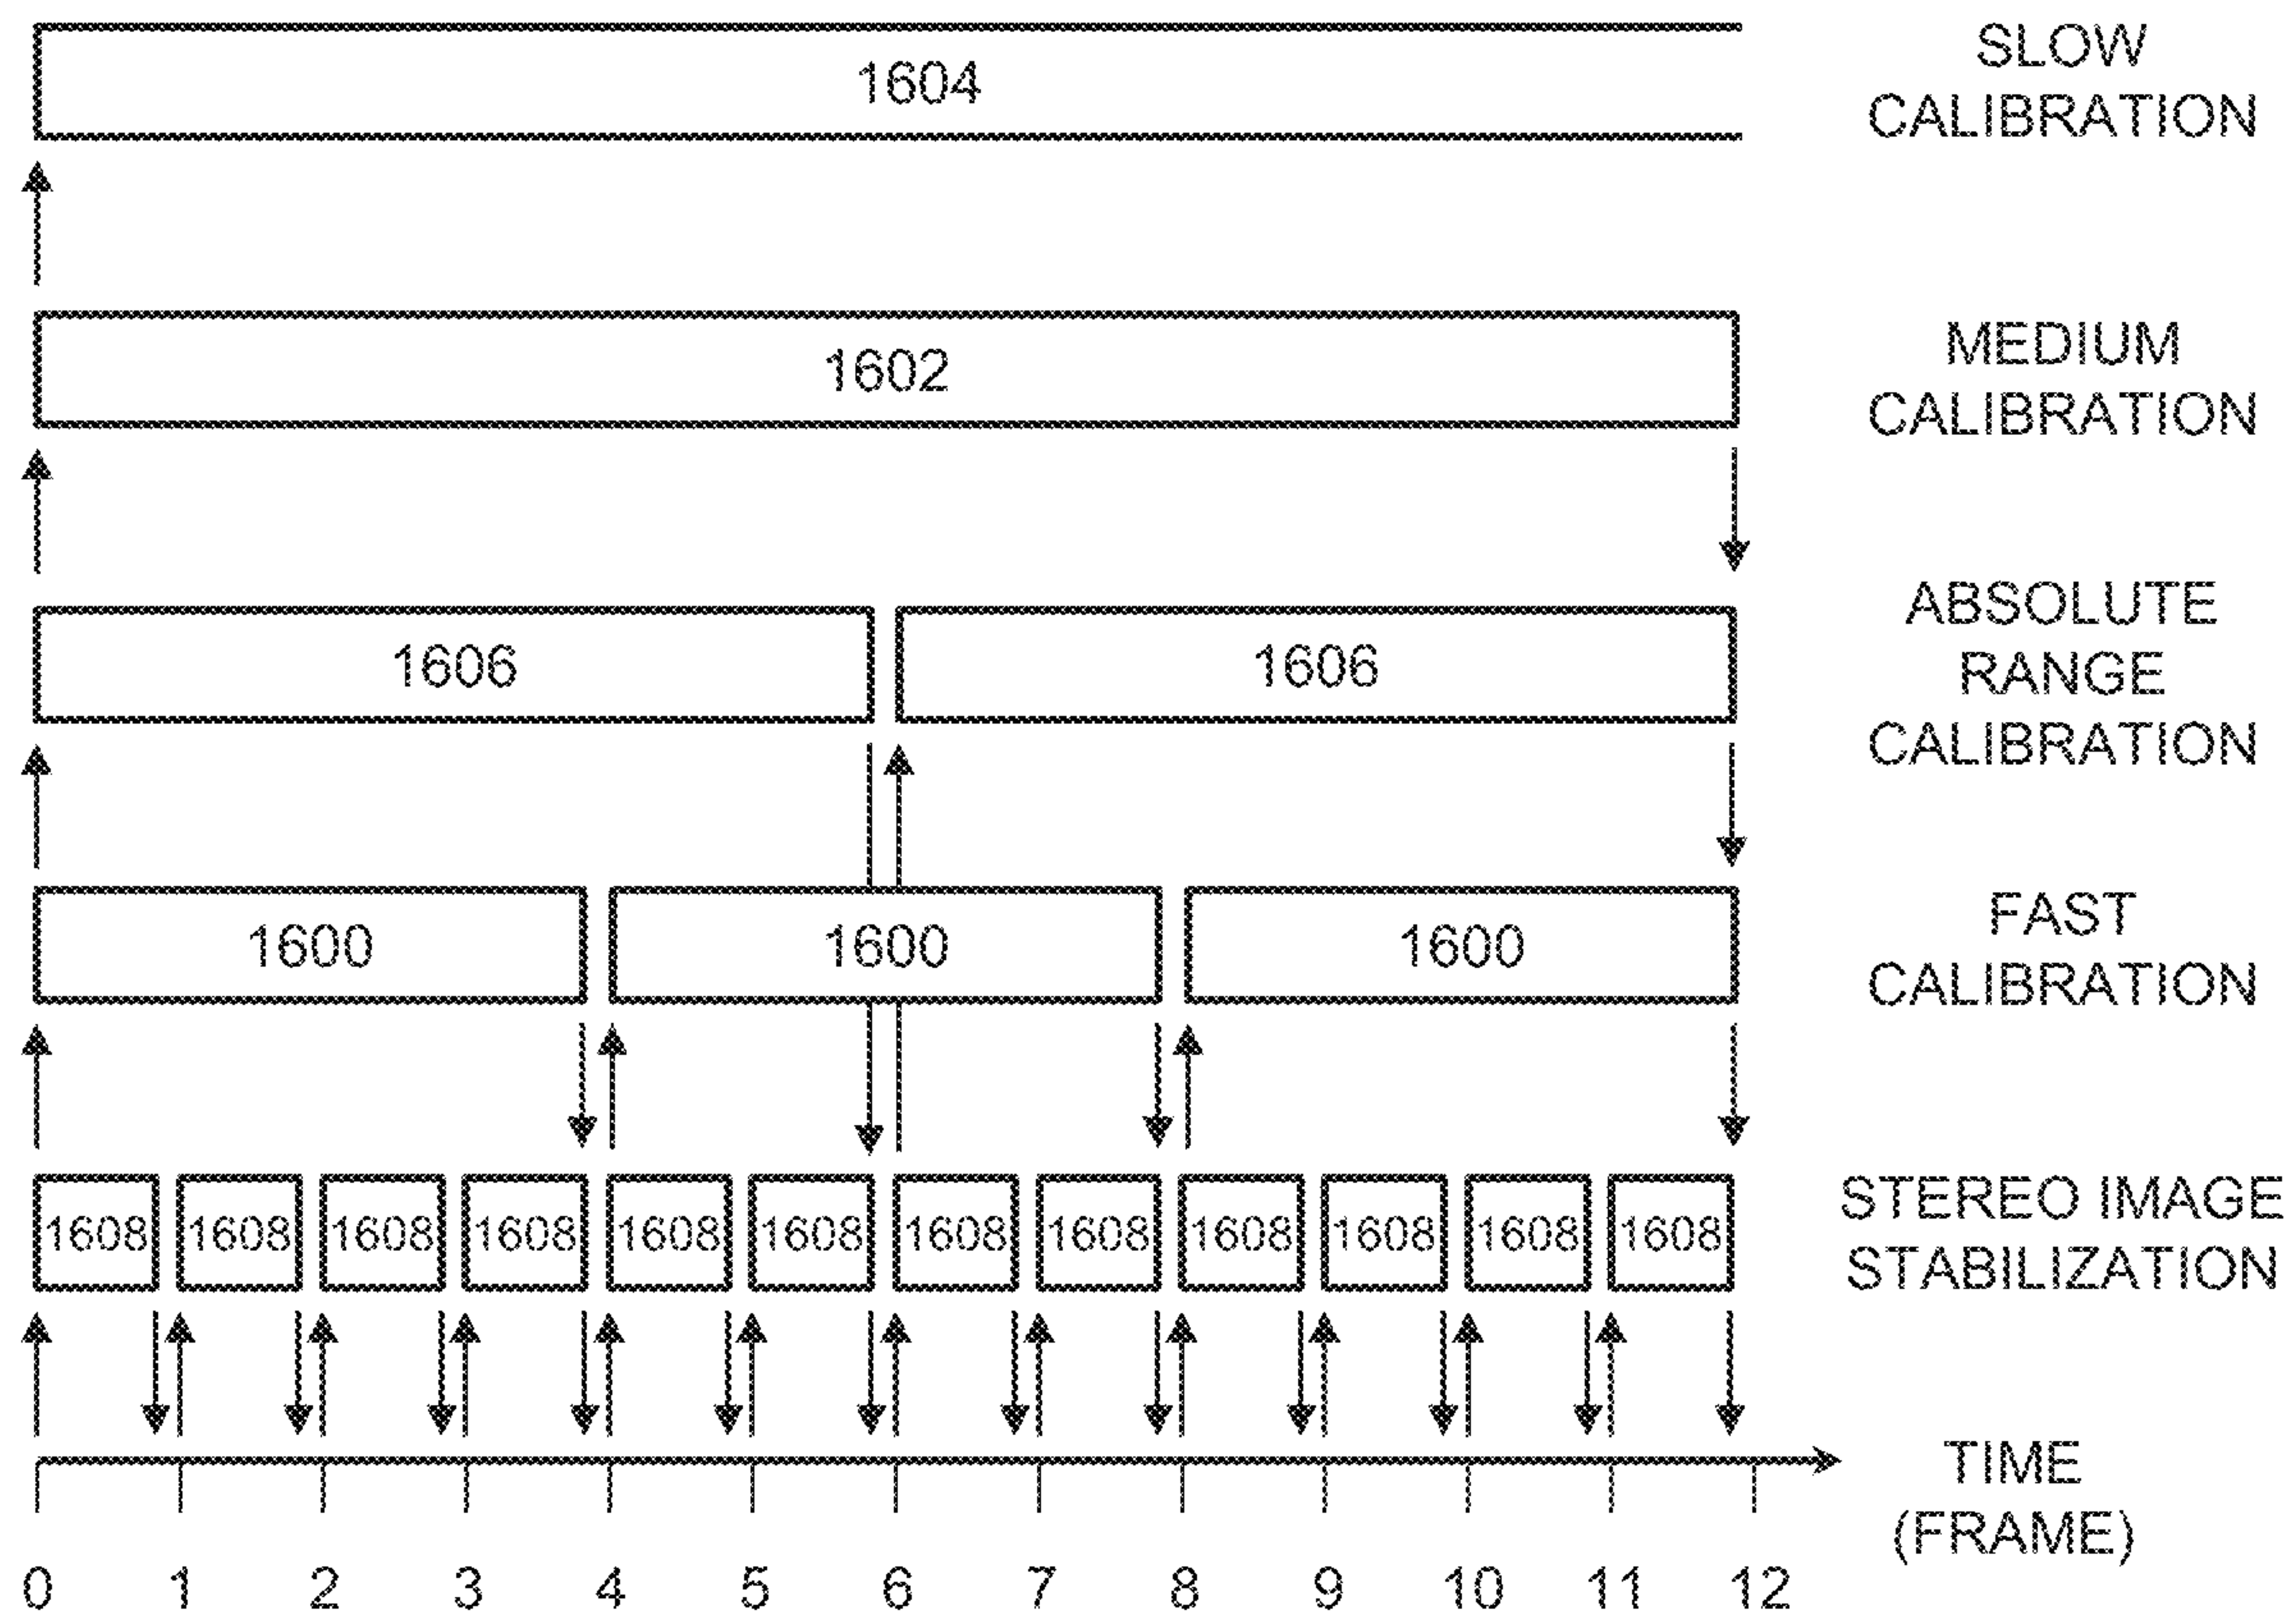 1604
SLOW
CALIBRATION
1602
MEDIUM
CALIBRATION
1606 1606
ABSOLUTE
RANGE
CALIBRATION
1600 1600 1600
FAST
CALIBRATION
1608 1608 1608 1608 1608 1608 1608 1608 1608 1608 1608 1608
STEREO IMAGE
STABILIZATION
TIME
(FRAME)
0 1 2 3 4 5 6 7 8 9 10 11 12